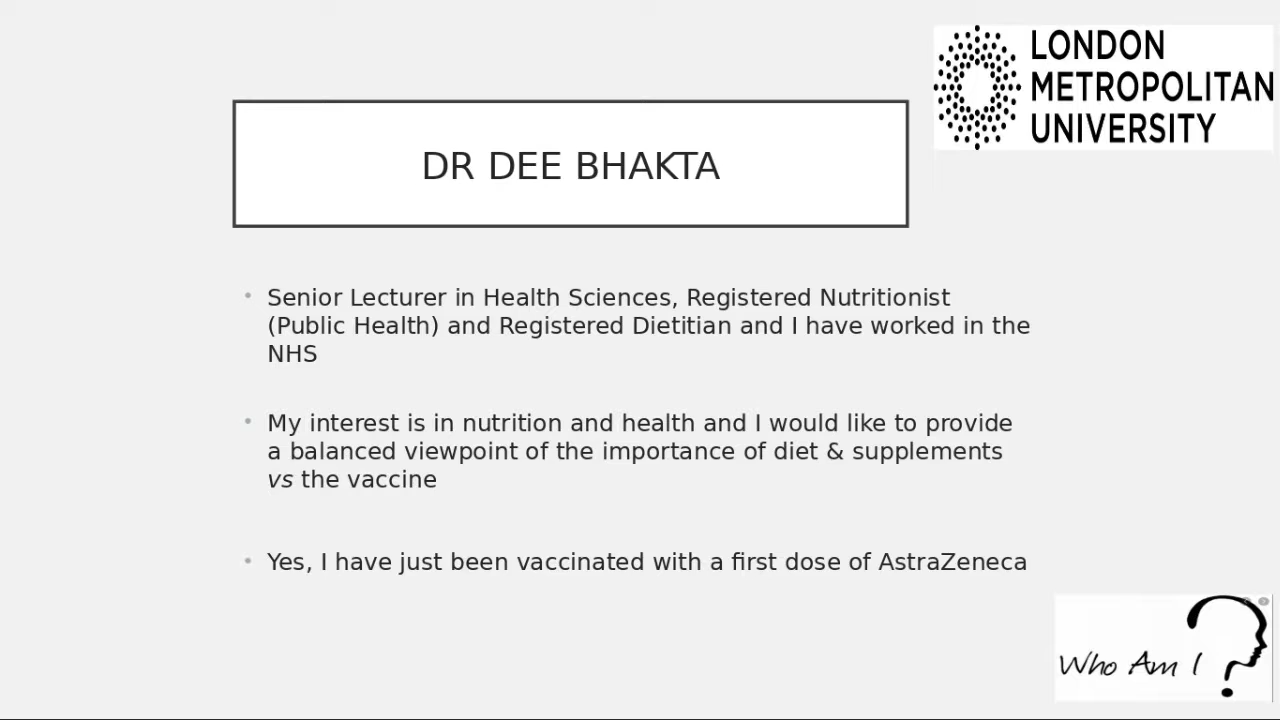 LONDON
METROPOLITAN
UNIVERSITY
DR DEE BHAKTA
• Senior Lecturer in Health Sciences, Registered Nutritionist
(Public Health) and Registered Dietitian and I have worked in the
NHS
• My interest is in nutrition and health and I would like to provide
a balanced viewpoint of the importance of diet & supplements
vs the vaccine
• Yes, I have just been vaccinated with a first dose of AstraZeneca
Who Am I ?